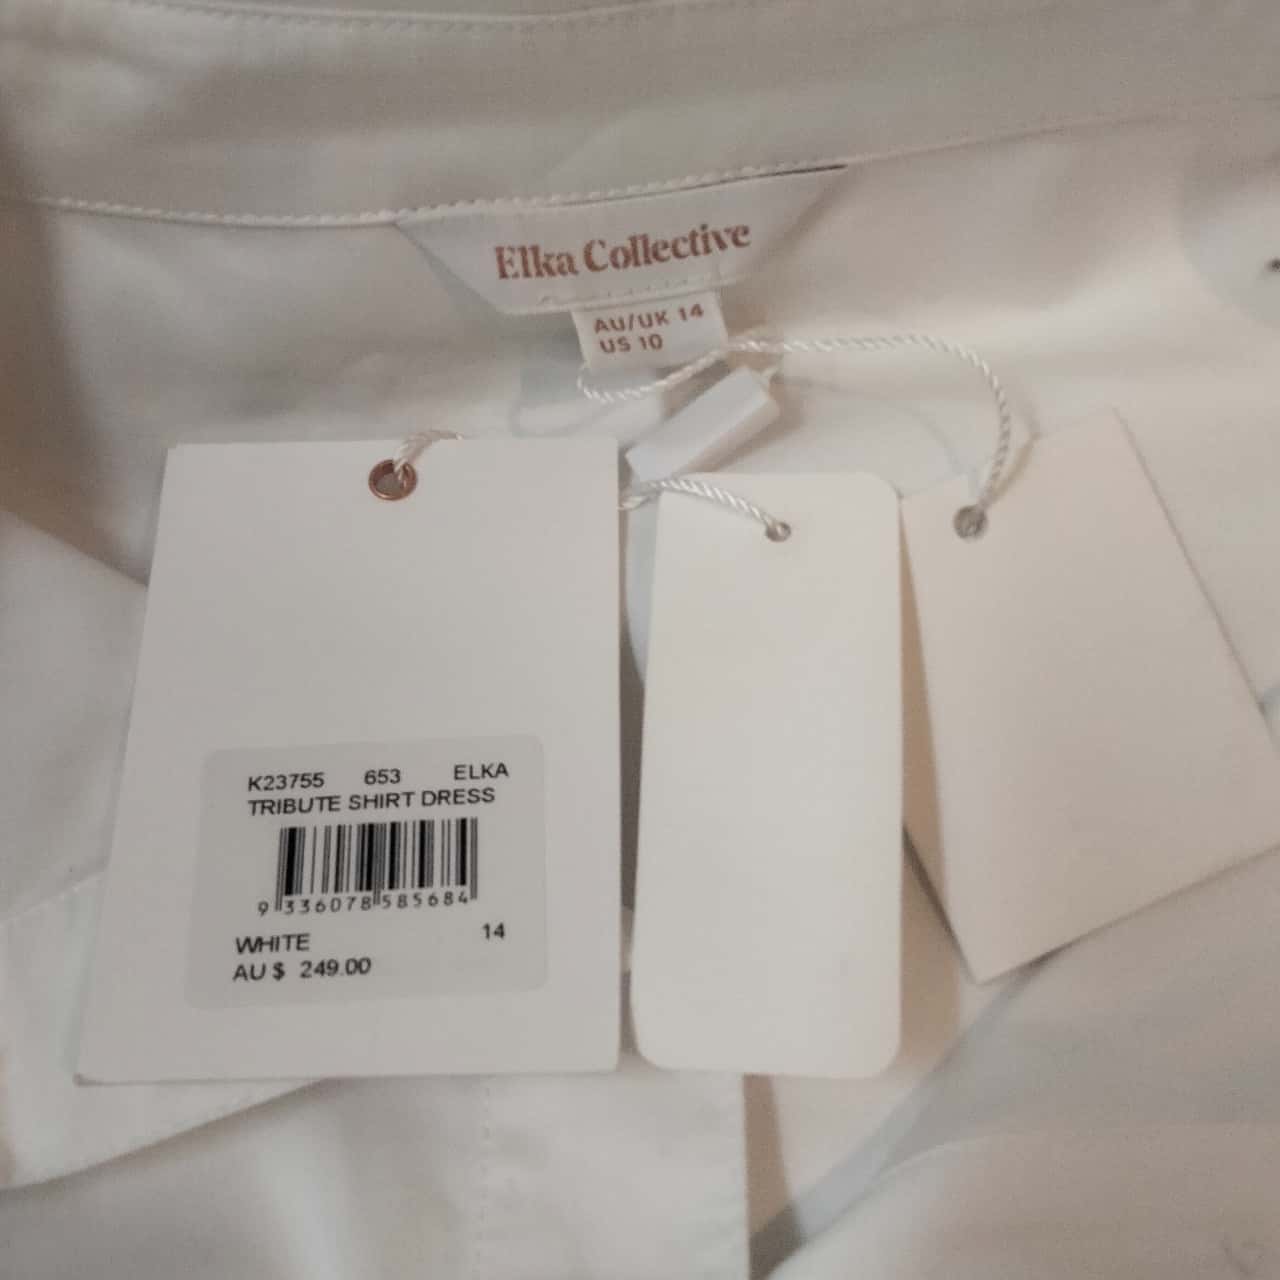 Elka Collective
AU/UK 14
US 10
K23755 653 ELKA
TRIBUTE SHIRT DRESS
9 336078 585684
WHITE 14
AU $ 249.00